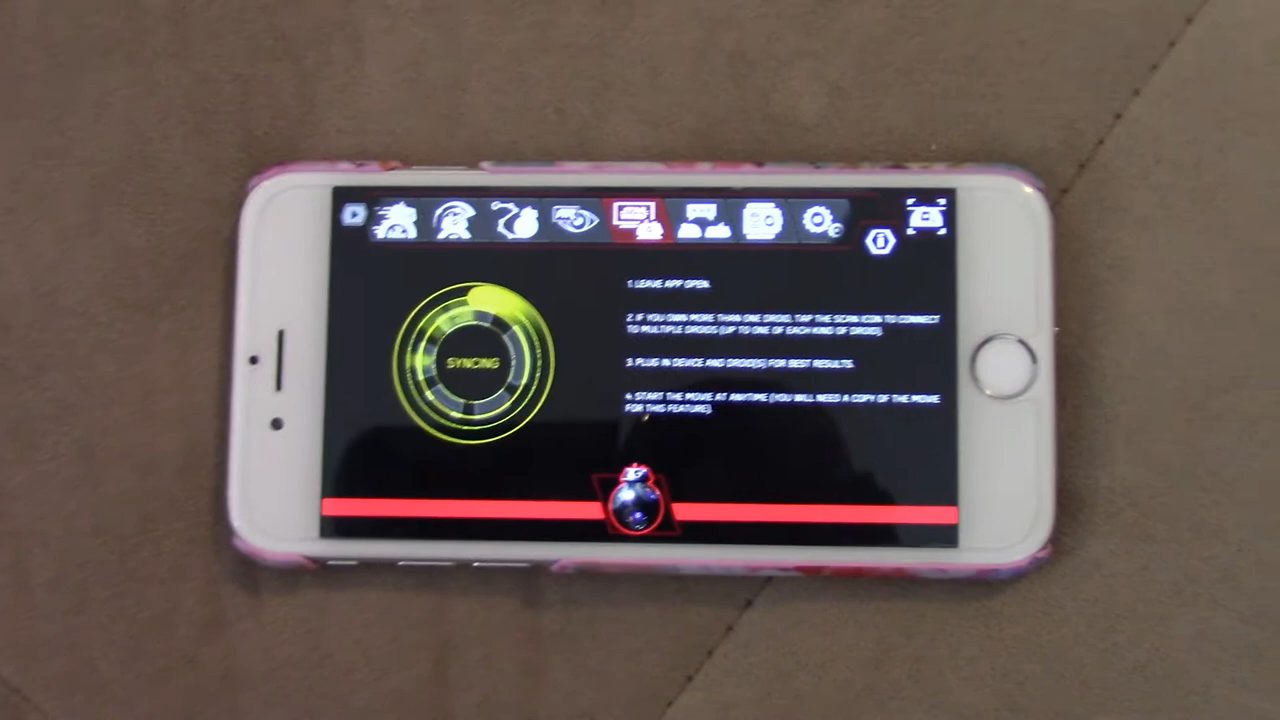 1. LEAVE APP OPEN.
2. IF YOU OWN MORE THAN ONE DROID, TAP THE SCAN ICON TO CONNECT
TO MULTIPLE DROIDS (UP TO ONE OF EACH KIND OF DROID).
SYNCING
3. PLUG IN DEVICE AND DROID(S) FOR BEST RESULTS.
4. START THE MOVIE AT ANYTIME (YOU WILL NEED A COPY OF THE MOVIE
FOR THIS FEATURE).